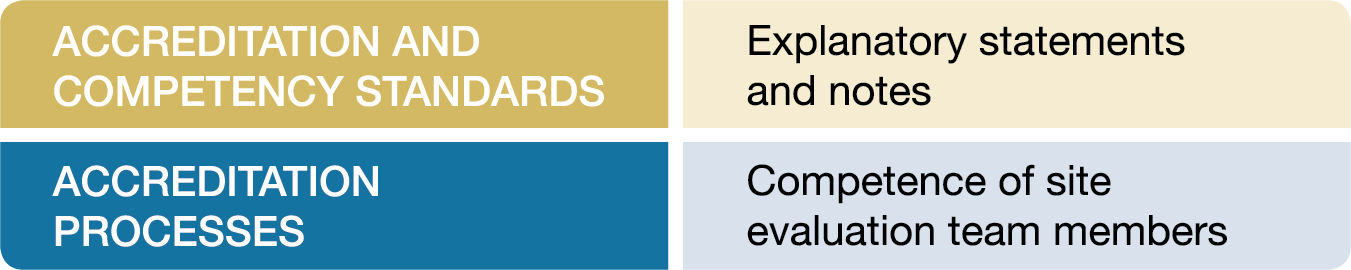 ACCREDITATION AND
COMPETENCY STANDARDS
Explanatory statements
and notes
ACCREDITATION
PROCESSES
Competence of site
evaluation team members